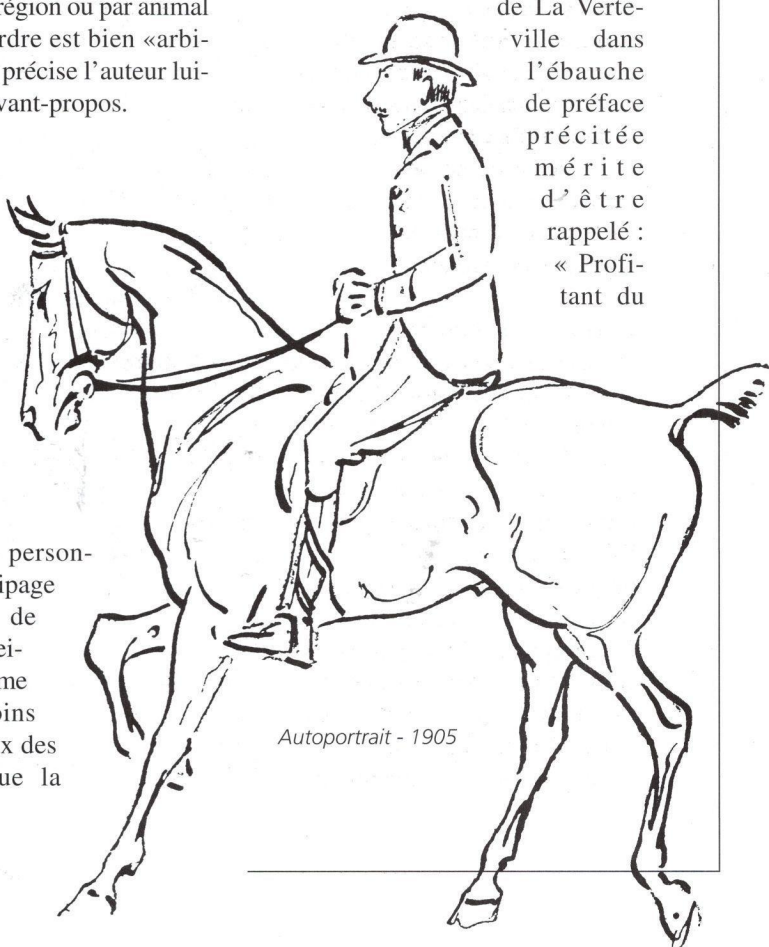 région ou par animal
rdre est bien «arbi-
précise l’auteur lui-
vant-propos.
de La Verte-
ville dans
l’ébauche
de préface
précitée
mérite
d’être
rappelé :
« Profi-
tant du
person-
ipage
de
ei-
me
oins
x des
ue la
Autoportrait - 1905